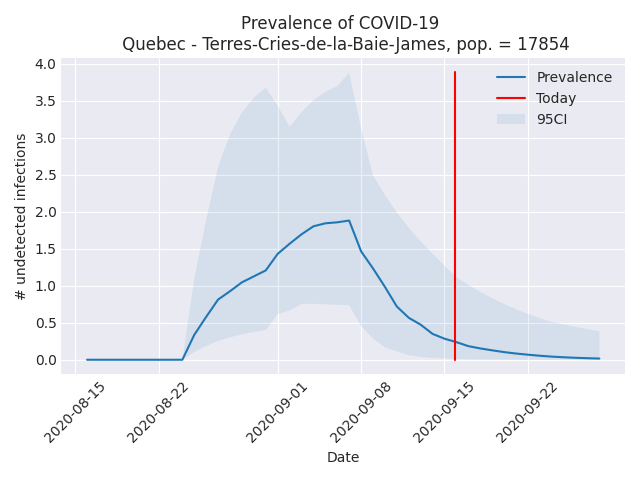 Prevalence of COVID-19
Quebec - Terres-Cries-de-la-Baie-James, pop. = 17854
# undetected infections
4.0
3.5
3.0
2.5
2.0
1.5
1.0
0.5
0.0
Prevalence
Today
95CI
2020-08-15
2020-08-22
2020-09-01
2020-09-08
2020-09-15
2020-09-22
Date